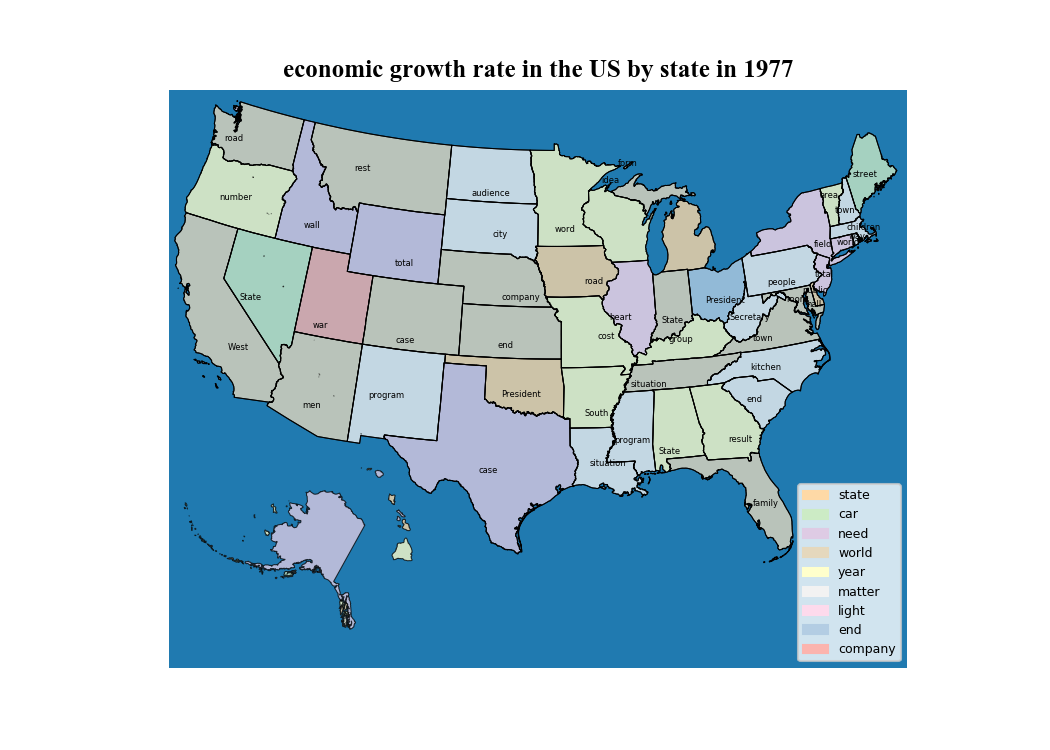 economic growth rate in the US by state in 1977
road
rest
form
idea
street
number
audience
area
town
wall
city
word
children
field
work
total
people
total
State
company
road
President
public
war
heart
State
Secretary
West
case
end
cost
group
town
kitchen
men
program
President
situation
end
South
result
program
State
case
situation
family
state
car
need
world
year
matter
light
end
company